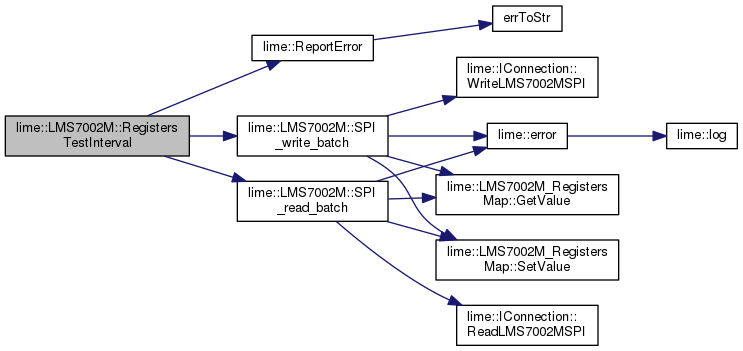 lime::LMS7002M::Registers
TestInterval
lime::ReportError
errToStr
lime::LMS7002M::SPI
_write_batch
lime::IConnection::
WriteLMS7002MSPI
lime::error
lime::log
lime::LMS7002M_Registers
Map::GetValue
lime::LMS7002M::SPI
_read_batch
lime::LMS7002M_Registers
Map::SetValue
lime::IConnection::
ReadLMS7002MSPI